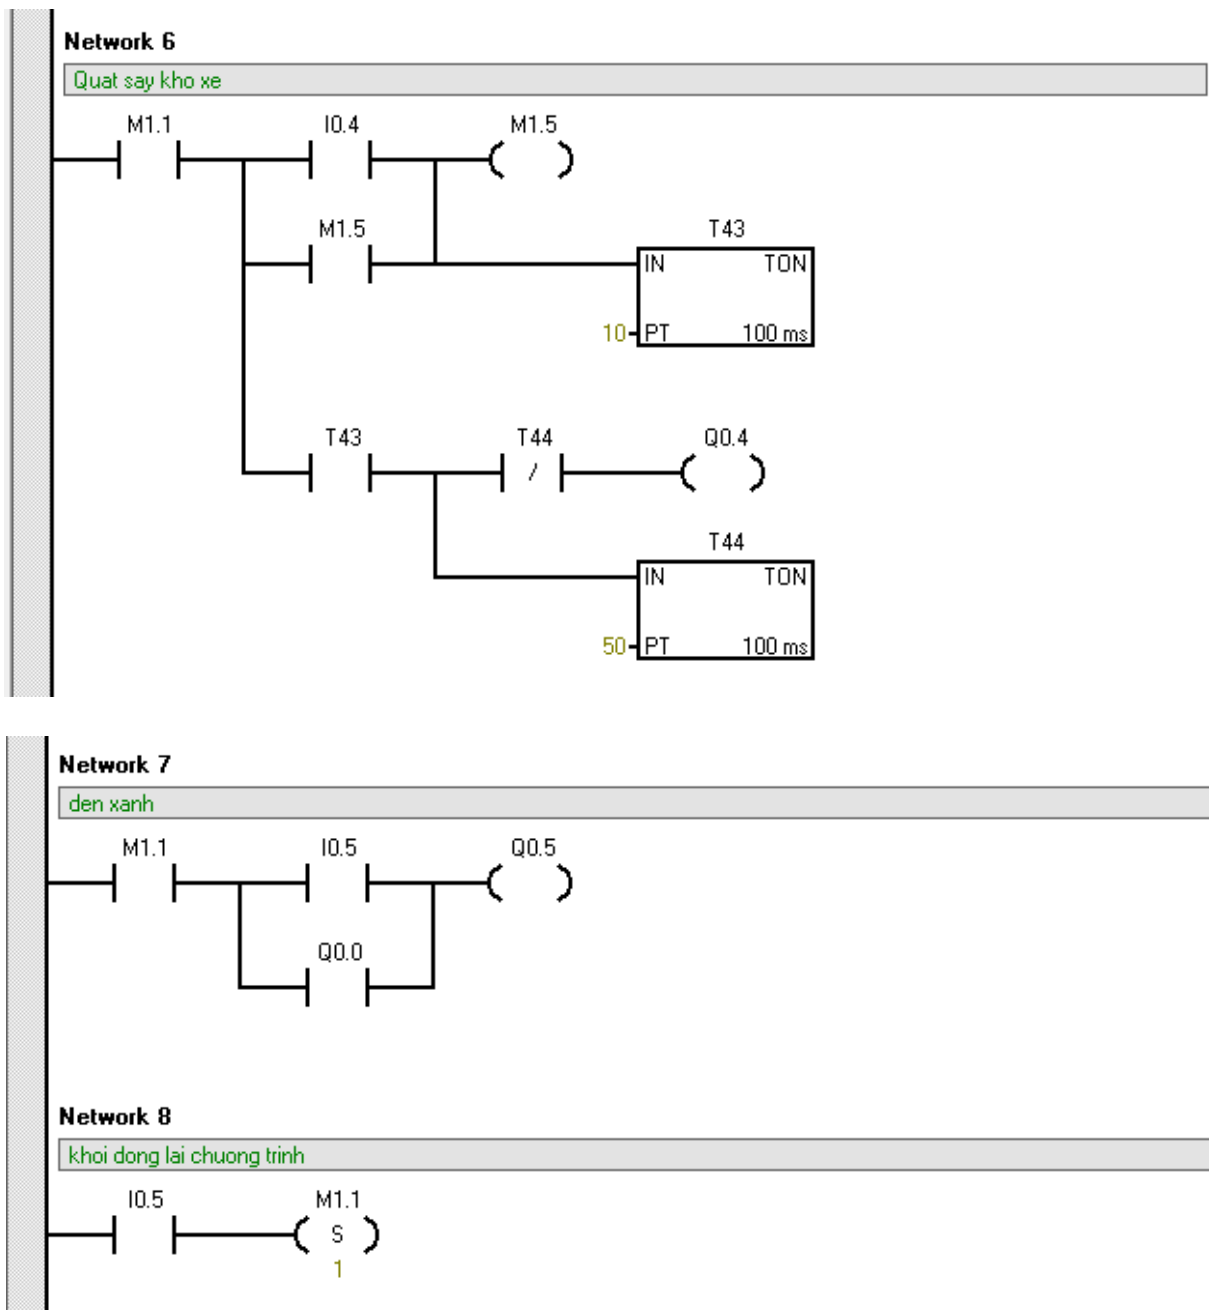 Network 6
Quat say kho xe
M1.1 I0.4 M1.5
M1.5 T43
IN TON
10 PT 100 ms
T43 T44 Q0.4
/
T44
IN TON
50 PT 100 ms
Network 7
den xanh
M1.1 I0.5 Q0.5
Q0.0
Network 8
khoi dong lai chuong trinh
I0.5 M1.1
S
1